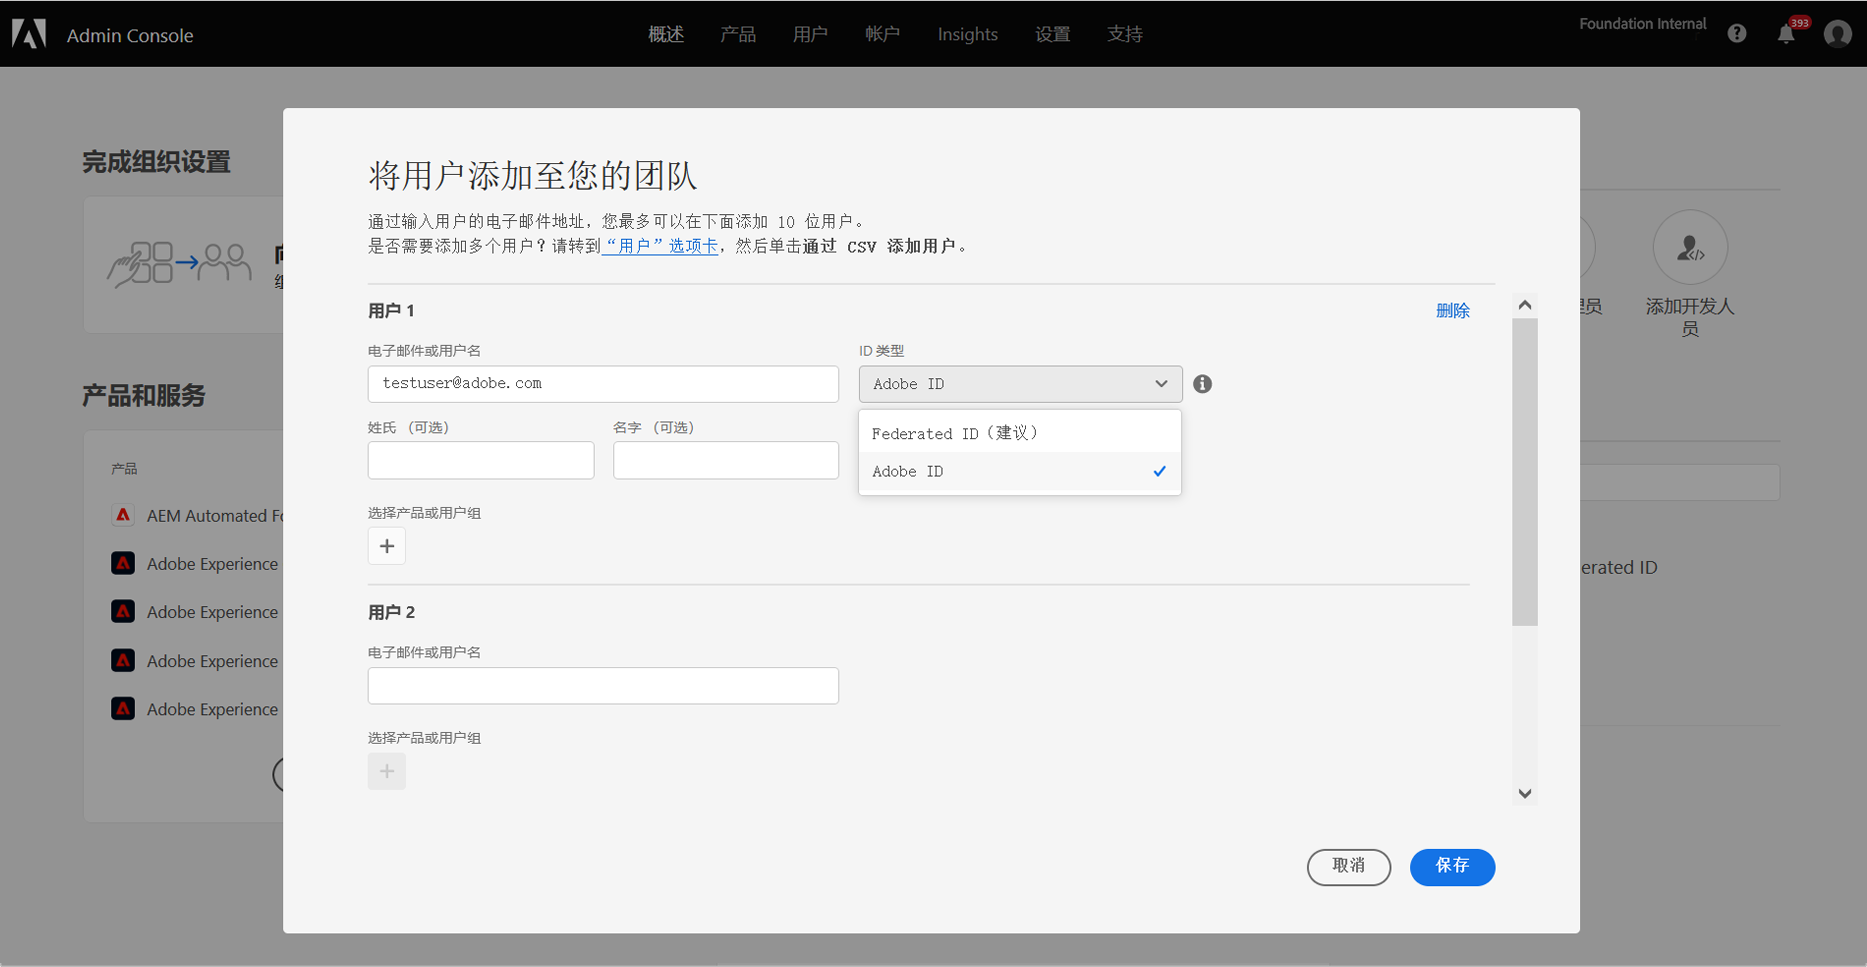 Admin Console
概述 产品 用户 帐户 Insights 设置 支持
Foundation Internal
393
完成组织设置
将用户添加至您的团队
通过输入用户的电子邮件地址，您最多可以在下面添加 10 位用户。
是否需要添加多个用户？请转到“用户”选项卡，然后单击通过 CSV 添加用户。
用户 1
删除
电子邮件或用户名
ID 类型
testuser@adobe.com
Adobe ID
Federated ID（建议）
Adobe ID
姓氏 （可选）
名字 （可选）
选择产品或用户组
用户 2
电子邮件或用户名
选择产品或用户组
取消
保存
产品和服务
产品
AEM Automated Fo
Adobe Experience
Adobe Experience
Adobe Experience
Adobe Experience
理员
添加开发人
员
erated ID